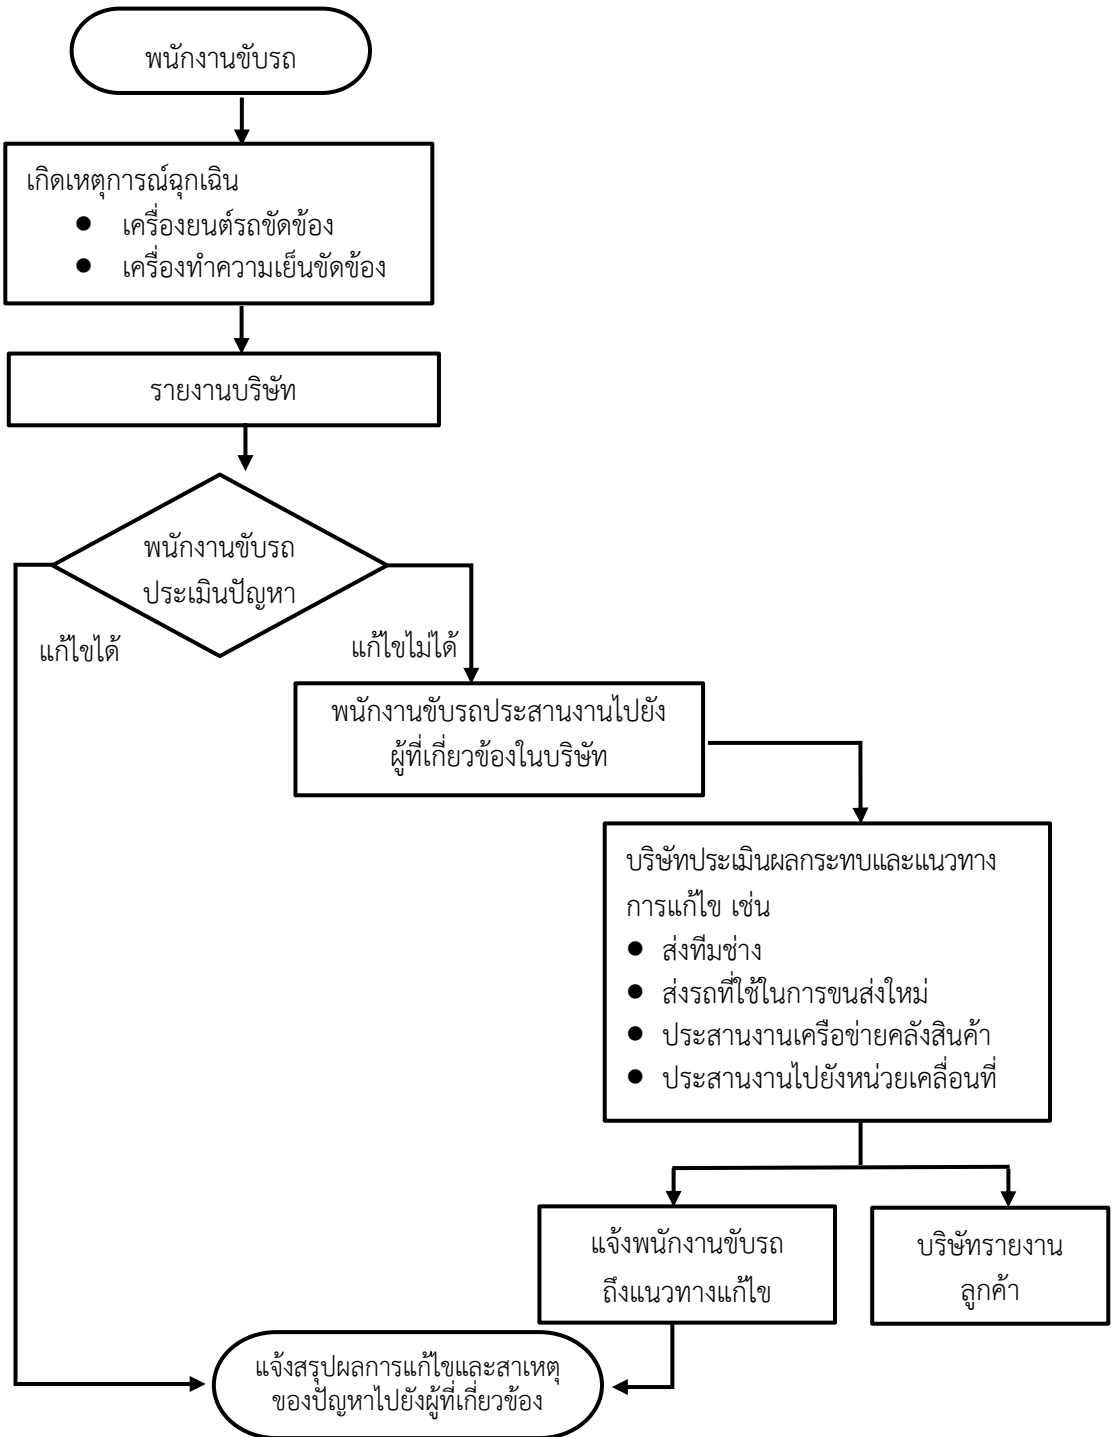 พนักงานขับรถ
เกิดเหตุการณ์ฉุกเฉิน
● เครื่องยนต์รถขัดข้อง
● เครื่องทำความเย็นขัดข้อง
รายงานบริษัท
พนักงานขับรถ
ประเมินปัญหา
แก้ไขได้
แก้ไขไม่ได้
พนักงานขับรถประสานงานไปยัง
ผู้ที่เกี่ยวข้องในบริษัท
บริษัทประเมินผลกระทบและแนวทาง
การแก้ไข เช่น
● ส่งทีมช่าง
● ส่งรถที่ใช้ในการขนส่งใหม่
● ประสานงานเครือข่ายคลังสินค้า
● ประสานงานไปยังหน่วยเคลื่อนที่
แจ้งพนักงานขับรถ
ถึงแนวทางแก้ไข
บริษัทรายงาน
ลูกค้า
แจ้งสรุปผลการแก้ไขและสาเหตุ
ของปัญหาไปยังผู้ที่เกี่ยวข้อง